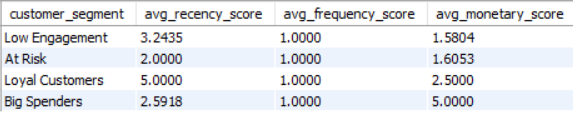 customer_segment avg_recency_score avg_frequency_score avg_monetary_score
Low Engagement 3.2435 1.0000 1.5804
At Risk 2.0000 1.0000 1.6053
Loyal Customers 5.0000 1.0000 2.5000
Big Spenders 2.5918 1.0000 5.0000